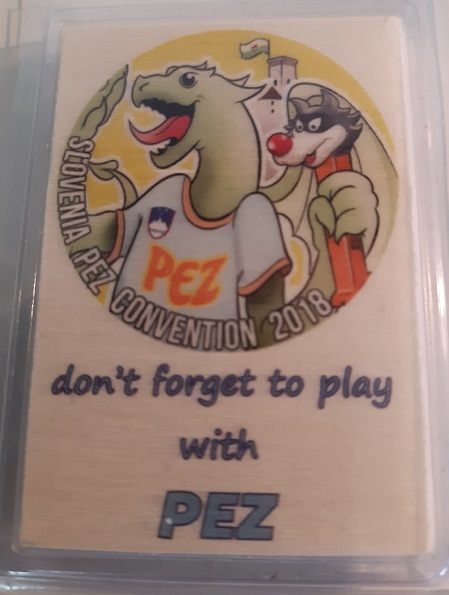 PEZ
SLOVENIA PEZ CONVENTION 2018
don't forget to play
with
PEZ